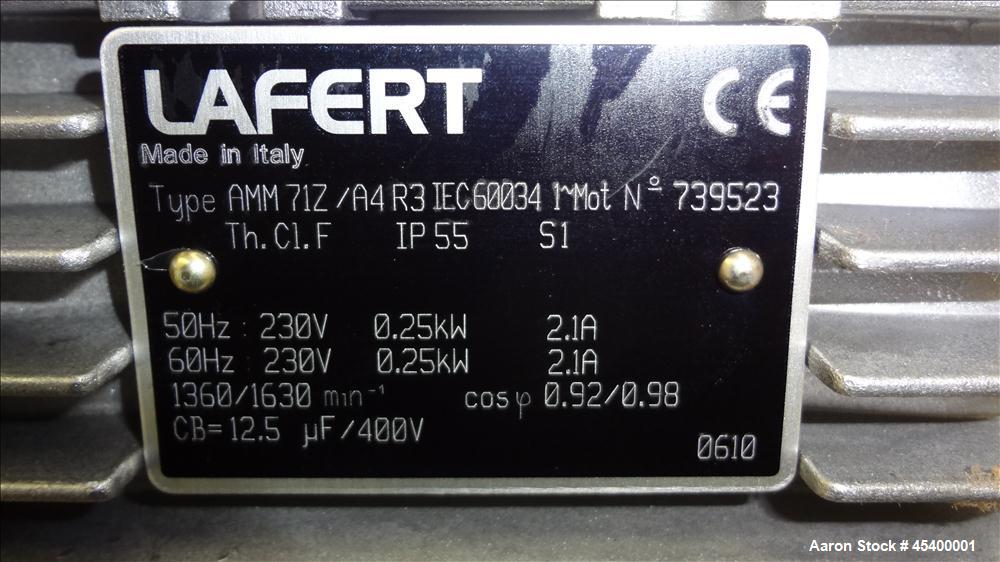 LAFERT CE
Made in Italy
Type AMM 71Z /A4 R3 IEC60034 1~Mot Nº 739523
Th. Cl. F IP 55 S1
50Hz : 230V 0.25kW 2.1A
60Hz : 230V 0.25kW 2.1A
1360/1630 min⁻¹ cosφ 0.92/0.98
CB= 12.5 µF/400V
0610
Aaron Stock # 45400001